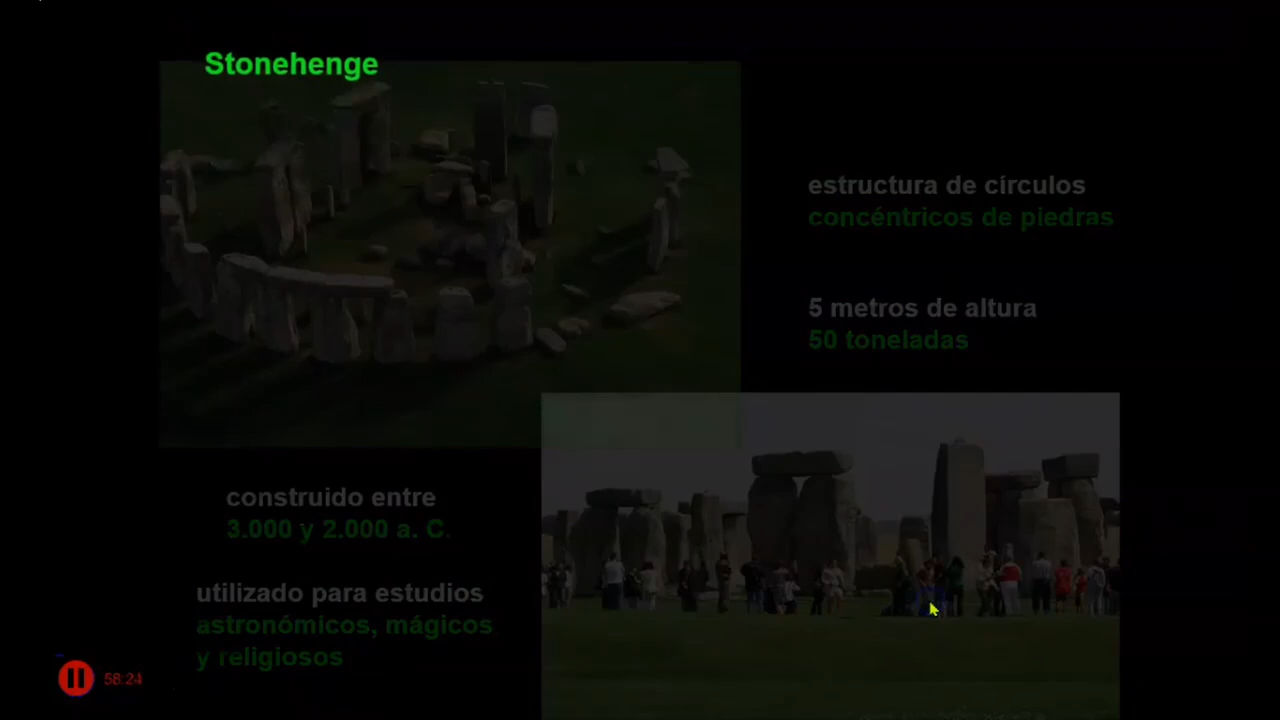 Stonehenge
estructura de círculos
concéntricos de piedras
5 metros de altura
50 toneladas
construido entre
3.000 y 2.000 a. C.
utilizado para estudios
astronómicos, mágicos
y religiosos
58:24